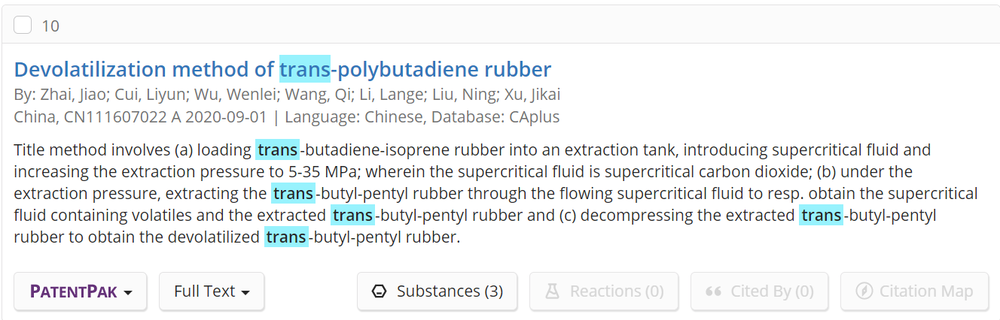 10
Devolatilization method of trans-polybutadiene rubber
By: Zhai, Jiao; Cui, Liyun; Wu, Wenlei; Wang, Qi; Li, Lange; Liu, Ning; Xu, Jikai
China, CN111607022 A 2020-09-01 | Language: Chinese, Database: CAplus
Title method involves (a) loading trans-butadiene-isoprene rubber into an extraction tank, introducing supercritical fluid and
increasing the extraction pressure to 5-35 MPa; wherein the supercritical fluid is supercritical carbon dioxide; (b) under the
extraction pressure, extracting the trans-butyl-pentyl rubber through the flowing supercritical fluid to resp. obtain the supercritical
fluid containing volatiles and the extracted trans-butyl-pentyl rubber and (c) decompressing the extracted trans-butyl-pentyl
rubber to obtain the devolatilized trans-butyl-pentyl rubber.
PATENTPAK Full Text Substances (3) Reactions (0) Cited By (0) Citation Map